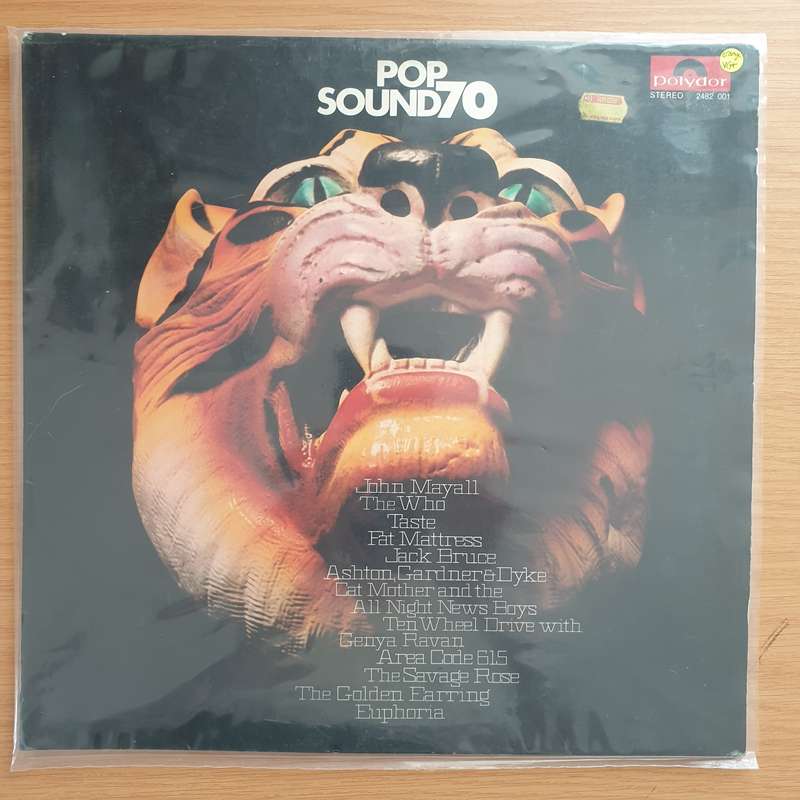 POP
SOUND70
polydor
STEREO 2482 001
VG+
John Mayall
The Who
Taste
Fat Mattress
Jack Bruce
Ashton, Gardner & Dyke
Cat Mother and the
All Night News Boys
Ten Wheel Drive with
Genya Ravan
Area Code 615
The Savage Rose
The Golden Earring
Euphoria